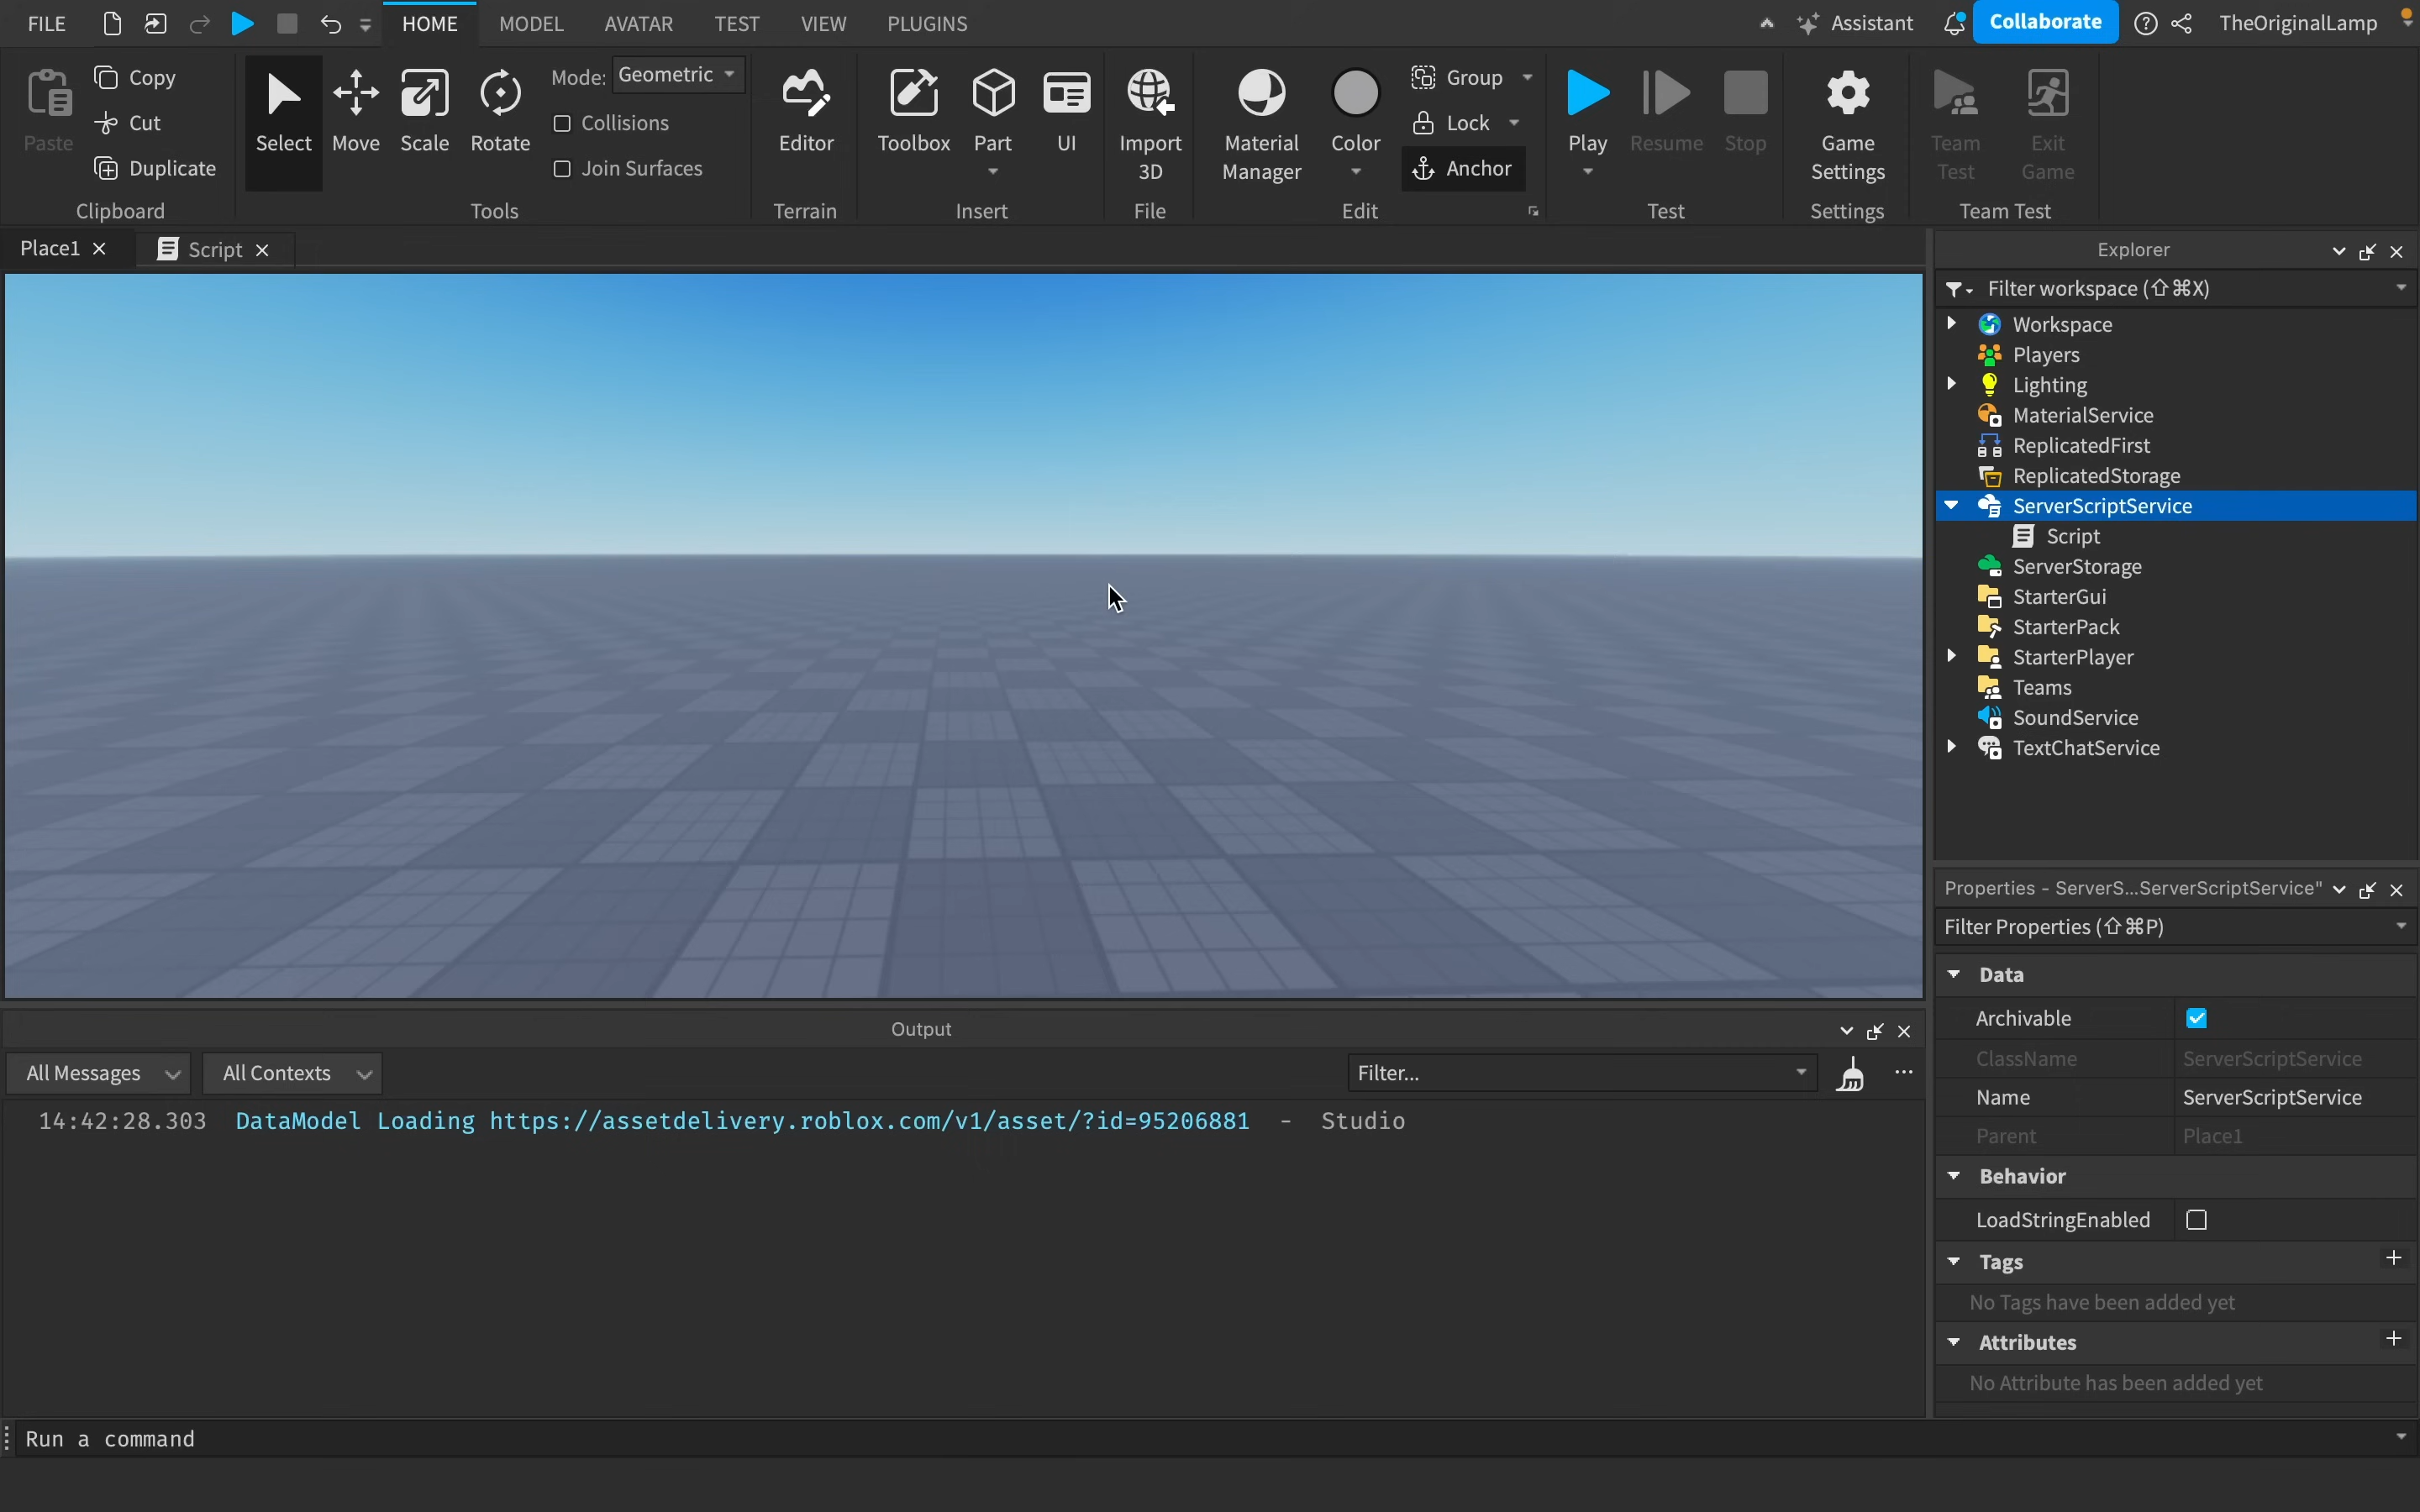 FILE HOME MODEL AVATAR TEST VIEW PLUGINS Assistant Collaborate TheOriginalLamp
Paste
Copy
Cut
Duplicate
Clipboard
Select Move Scale Rotate
Mode: Geometric
Collisions
Join Surfaces
Tools
Editor
Terrain
Toolbox Part UI
Insert
Import
3D
File
Material
Manager
Color
Group
Lock
Anchor
Edit
Play Resume Stop
Test
Game
Settings
Settings
Team
Test
Exit
Game
Team Test
Place1 Script
Explorer
Filter workspace (⇧⌘X)
Workspace
Players
Lighting
MaterialService
ReplicatedFirst
ReplicatedStorage
ServerScriptService
Script
ServerStorage
StarterGui
StarterPack
StarterPlayer
Teams
SoundService
TextChatService
Properties - ServerS...ServerScriptService"
Filter Properties (⇧⌘P)
Data
Archivable
ClassName ServerScriptService
Name ServerScriptService
Parent Place1
Behavior
LoadStringEnabled
Tags
No Tags have been added yet
Attributes
No Attribute has been added yet
Output
All Messages All Contexts Filter...
14:42:28.303 DataModel Loading https://assetdelivery.roblox.com/v1/asset/?id=95206881 - Studio
Run a command